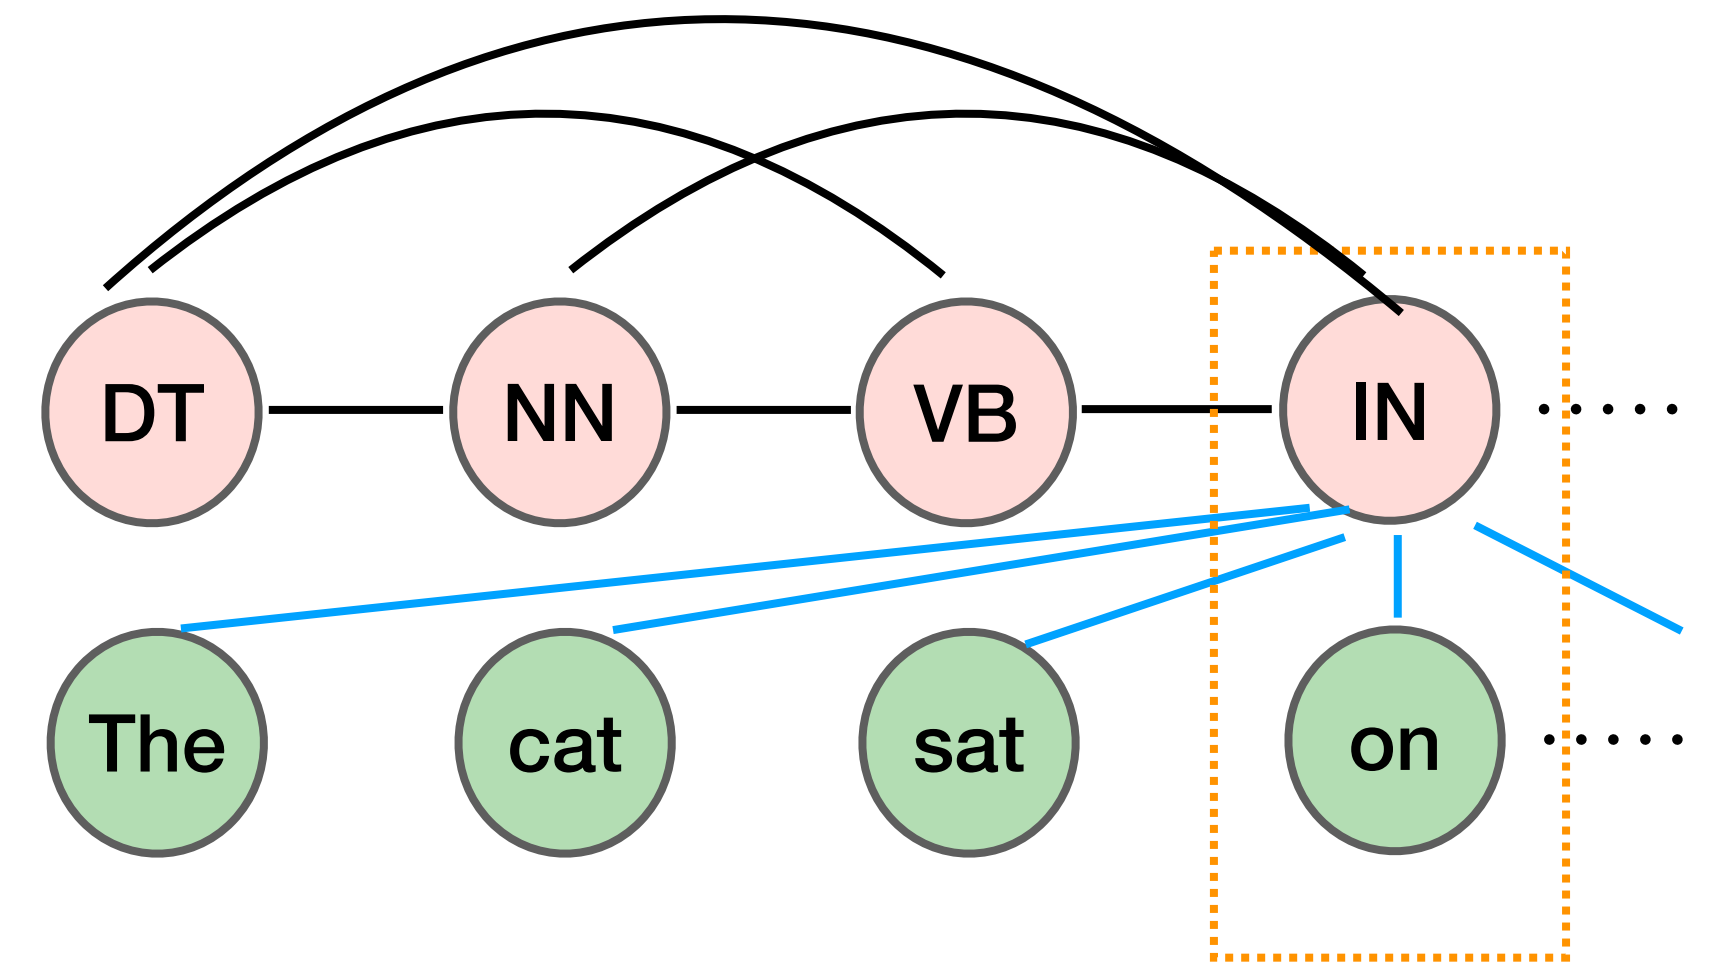 DT NN VB IN .....
The cat sat on .....